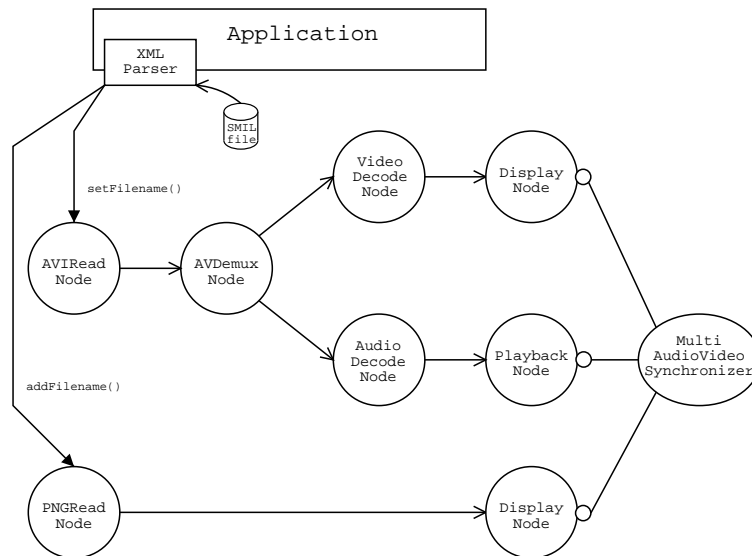 Application
XML
Parser
SMIL
file
setFilename()
Video
Decode
Node
Display
Node
AVIRead
Node
AVDemux
Node
Audio
Decode
Node
Playback
Node
Multi
AudioVideo
Synchronizer
addFilename()
PNGRead
Node
Display
Node